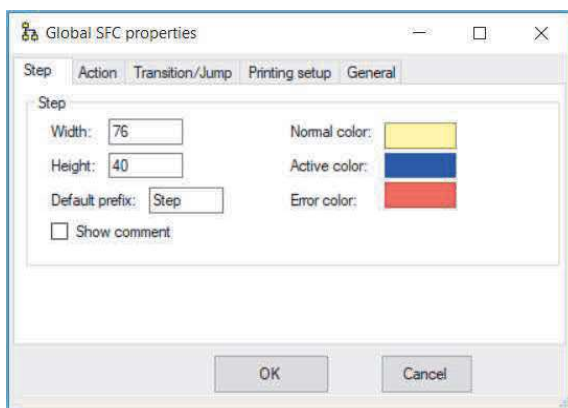 Global SFC properties
Step Action Transition/Jump Printing setup General
Step
Width: 76 Normal color:
Height: 40 Active color:
Default prefix: Step Error color:
Show comment
OK Cancel